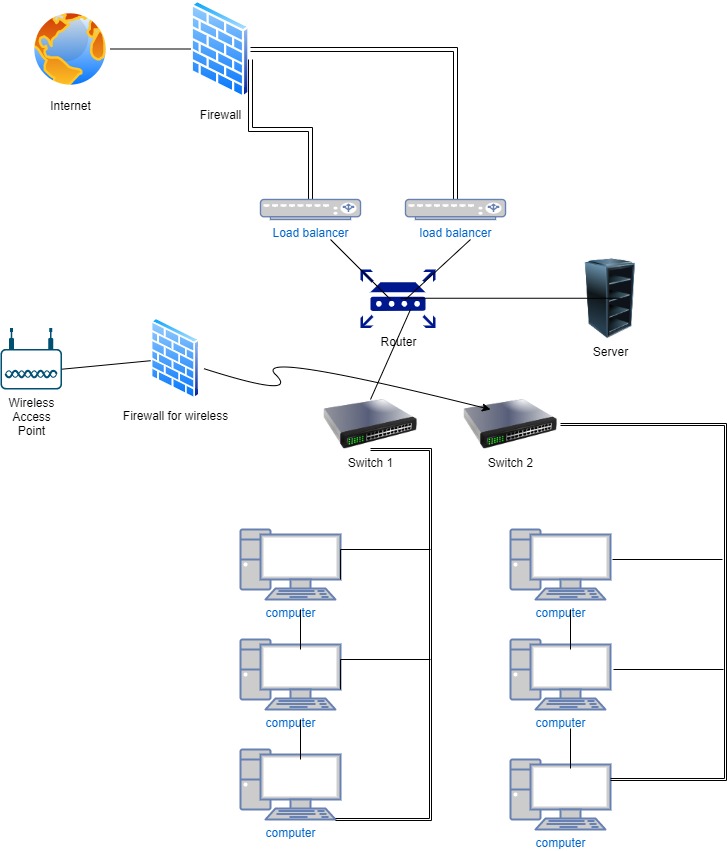 Internet
Firewall
Load balancer
load balancer
Router
Server
Wireless
Access
Point
Firewall for wireless
Switch 1
Switch 2
computer
computer
computer
computer
computer
computer